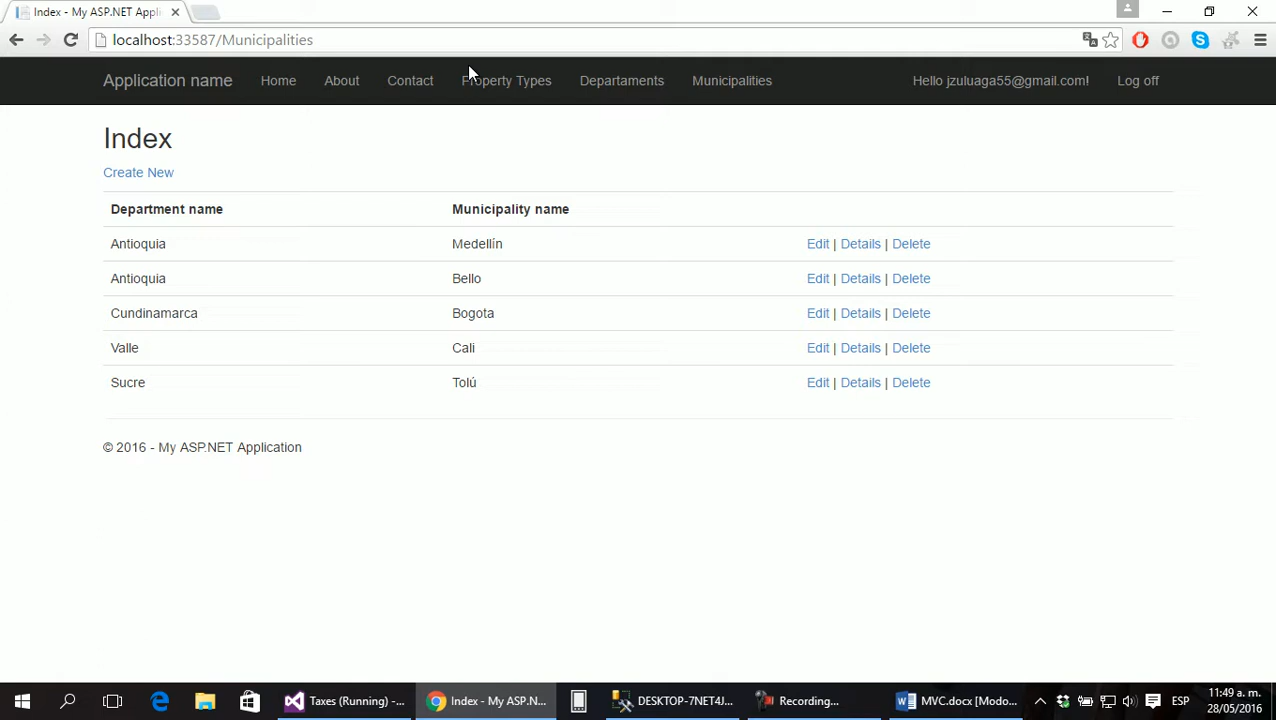 Index - My ASP.NET Appli
localhost:33587/Municipalities
Application name Home About Contact Property Types Departaments Municipalities Hello jzuluaga55@gmail.com! Log off
Index
Create New
Department name Municipality name
Antioquia Medellín Edit | Details | Delete
Antioquia Bello Edit | Details | Delete
Cundinamarca Bogota Edit | Details | Delete
Valle Cali Edit | Details | Delete
Sucre Tolú Edit | Details | Delete
© 2016 - My ASP.NET Application
Taxes (Running) -... Index - My ASP.N... DESKTOP-7NET4J... Recording... MVC.docx [Modo... ESP 11:49 a. m.
28/05/2016